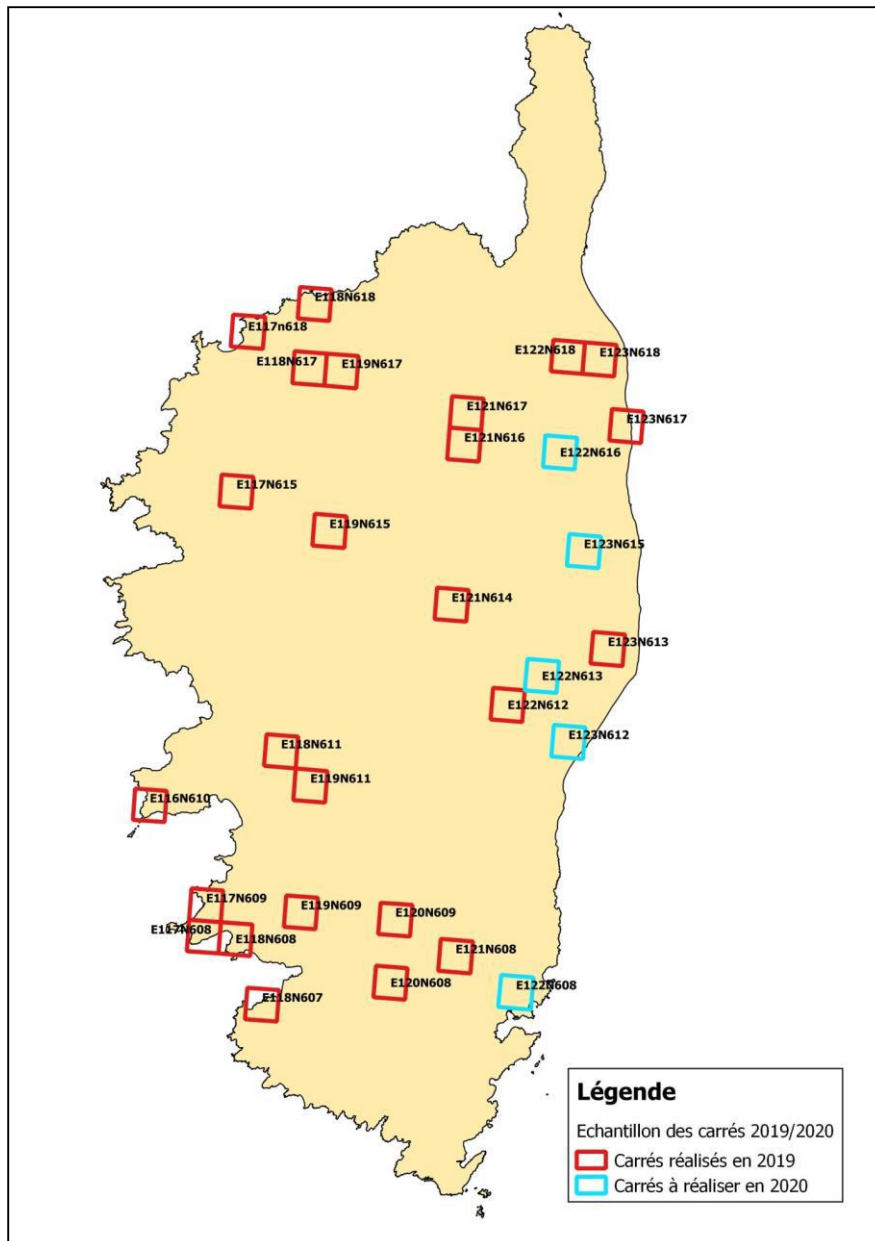 E118N618
E117n618
E122N618
E123N618
E118N617
E119N617
E121N617
E123N617
E121N616
E122N616
E117N615
E119N615
E123N615
E121N614
E123N613
E122N613
E122N612
E123N612
E118N611
E119N611
E116N610
E117N609
E119N609
E120N609
E117N608
E118N608
E121N608
E120N608
E122N608
E118N607
Légende
Echantillon des carrés 2019/2020
Carrés réalisés en 2019
Carrés à réaliser en 2020